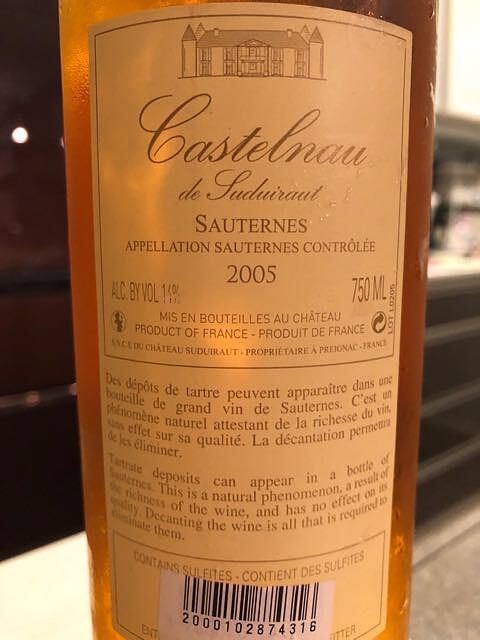 Castelnau
de Suduiraut
SAUTERNES
APPELLATION SAUTERNES CONTRÔLÉE
2005
ALC. BY VOL 14% 750 ML
MIS EN BOUTEILLES AU CHÂTEAU
PRODUCT OF FRANCE - PRODUIT DE FRANCE
S.N.C.E DU CHÂTEAU SUDUIRAUT - PROPRIÉTAIRE À PREIGNAC - FRANCE
Des dépôts de tartre peuvent apparaître dans une
bouteille de grand vin de Sauternes. C'est un
phénomène naturel attestant de la richesse du vin,
sans effet sur sa qualité. La décantation permettra
de les éliminer.
Tartrate deposits can appear in a bottle of
Sauternes. This is a natural phenomenon, a result of
the richness of the wine, and has no effect on its
quality. Decanting the wine is all that is required to
eliminate them.
CONTAINS SULFITES - CONTIENT DES SULFITES
2000102874316